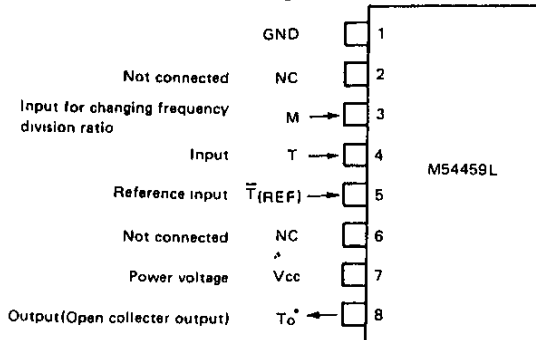 GND 1
Not connected NC 2
Input for changing frequency
division ratio M 3
Input T 4
M54459L
Reference input T̄(REF) 5
Not connected NC 6
Power voltage Vcc 7
Output(Open collecter output) To* 8